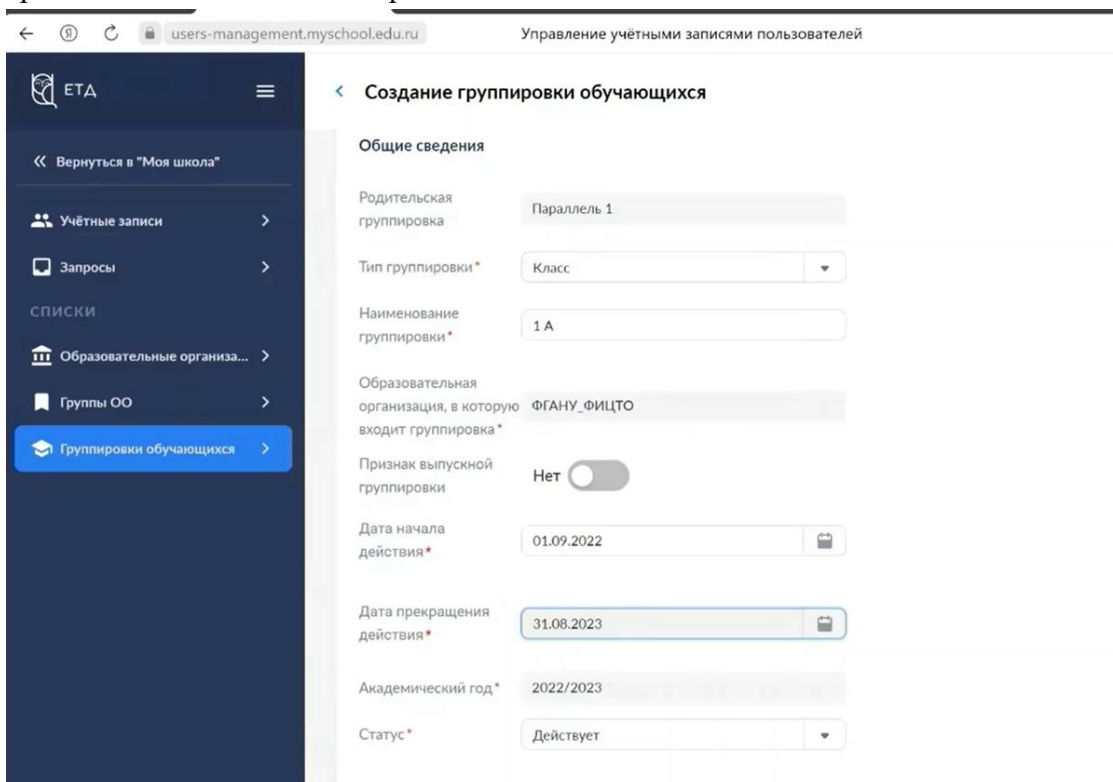 users-management.myschool.edu.ru
Управление учётными записями пользователей
ЕТД
Создание группировки обучающихся
Вернуться в "Моя школа"
Учётные записи
Запросы
СПИСКИ
Образовательные организа...
Группы ОО
Группировки обучающихся
Общие сведения
Родительская
группировка
Параллель 1
Тип группировки*
Класс
Наименование
группировки*
1 А
Образовательная
организация, в которую
входит группировка*
ФГАНУ_ФИЦТО
Признак выпускной
группировки
Нет
Дата начала
действия*
01.09.2022
Дата прекращения
действия*
31.08.2023
Академический год*
2022/2023
Статус*
Действует